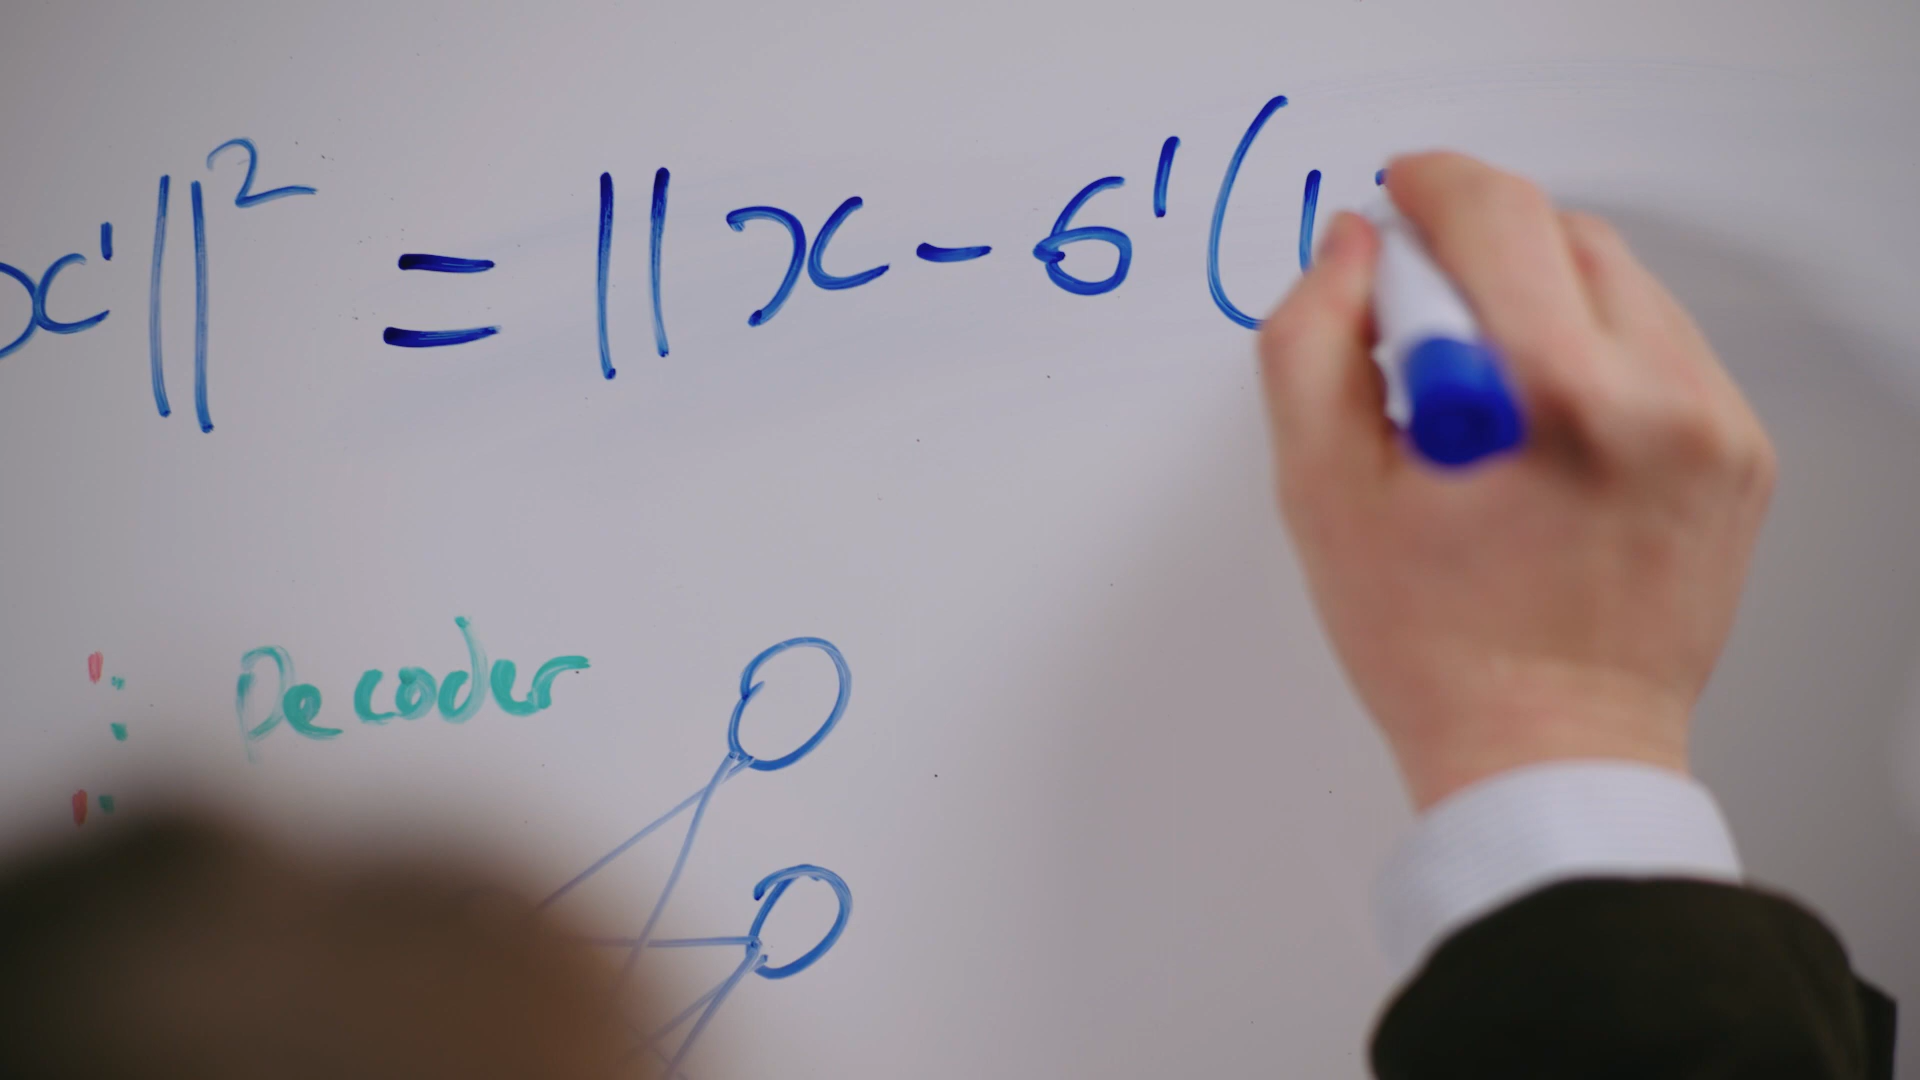 x'||² = ||x - 6'(
Decoder